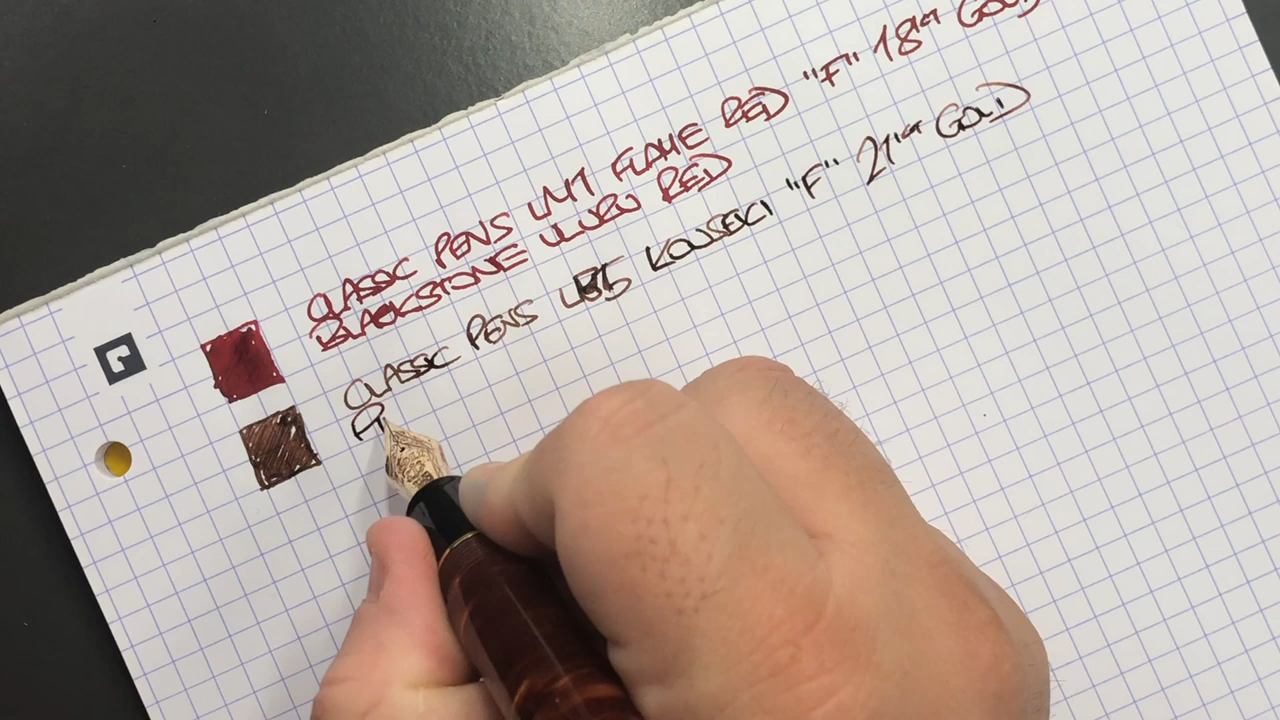 CLASSIC PENS LM1 FLAME RED "F" 18KT GOLD
BLACKSTONE ULURU RED
CLASSIC PENS LB5 KOUSEKI "F" 21KT GOLD